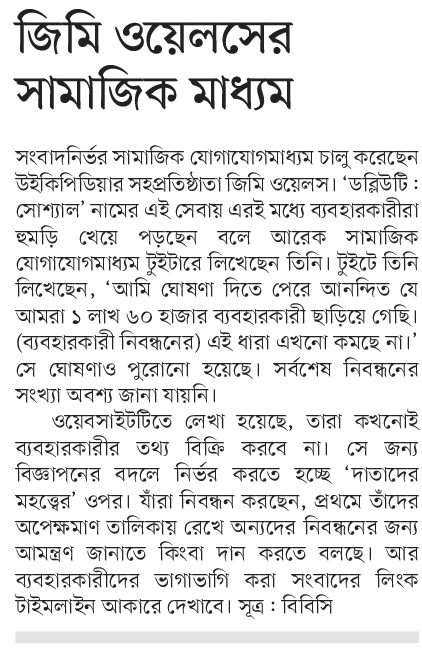 জিমি ওয়েলসের
সামাজিক মাধ্যম
সংবাদনির্ভর সামাজিক যোগাযোগমাধ্যম চালু করেছেন
উইকিপিডিয়ার সহপ্রতিষ্ঠাতা জিমি ওয়েলস। ‘ডব্লিউটি :
সোশ্যাল’ নামের এই সেবায় এরই মধ্যে ব্যবহারকারীরা
হুমড়ি খেয়ে পড়ছেন বলে আরেক সামাজিক
যোগাযোগমাধ্যম টুইটারে লিখেছেন তিনি। টুইটে তিনি
লিখেছেন, ‘আমি ঘোষণা দিতে পেরে আনন্দিত যে
আমরা ১ লাখ ৬০ হাজার ব্যবহারকারী ছাড়িয়ে গেছি।
(ব্যবহারকারী নিবন্ধনের) এই ধারা এখনো কমছে না।’
সে ঘোষণাও পুরোনো হয়েছে। সর্বশেষ নিবন্ধনের
সংখ্যা অবশ্য জানা যায়নি।
ওয়েবসাইটটিতে লেখা হয়েছে, তারা কখনোই
ব্যবহারকারীর তথ্য বিক্রি করবে না। সে জন্য
বিজ্ঞাপনের বদলে নির্ভর করতে হচ্ছে ‘দাতাদের
মহত্ত্বের’ ওপর। যাঁরা নিবন্ধন করছেন, প্রথমে তাঁদের
অপেক্ষমাণ তালিকায় রেখে অন্যদের নিবন্ধনের জন্য
আমন্ত্রণ জানাতে কিংবা দান করতে বলছে। আর
ব্যবহারকারীদের ভাগাভাগি করা সংবাদের লিংক
টাইমলাইন আকারে দেখাবে। সূত্র : বিবিসি